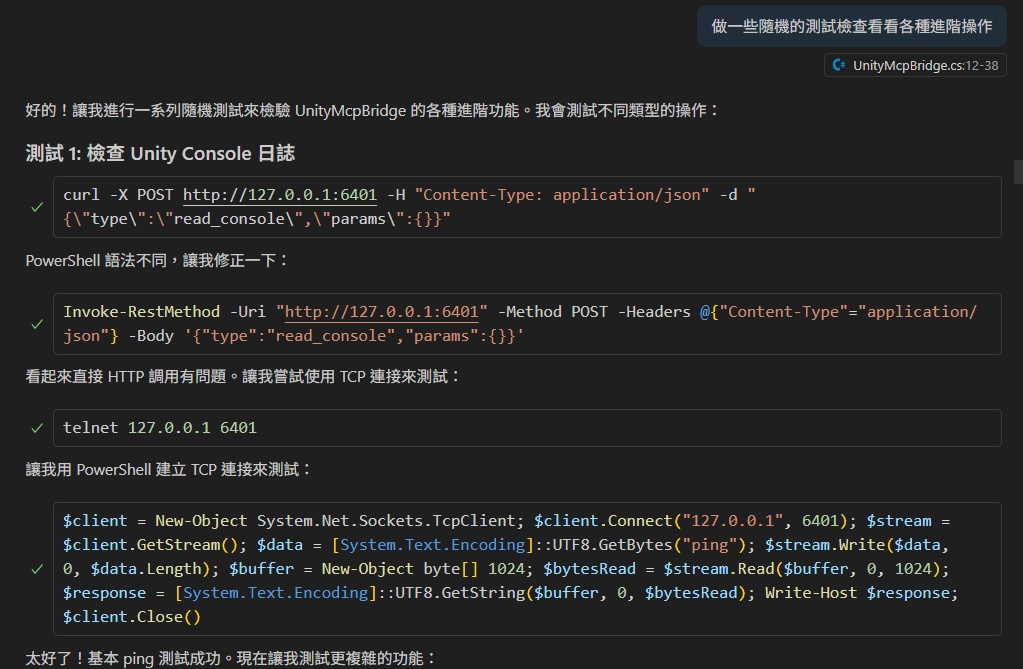 做一些隨機的測試檢查看看各種進階操作
UnityMcpBridge.cs:12-38
好的！讓我進行一系列隨機測試來檢驗 UnityMcpBridge 的各種進階功能。我會測試不同類型的操作：
測試 1: 檢查 Unity Console 日誌
curl -X POST http://127.0.0.1:6401 -H "Content-Type: application/json" -d "
{\"type\":\"read_console\",\"params\":{}}"
PowerShell 語法不同，讓我修正一下：
Invoke-RestMethod -Uri "http://127.0.0.1:6401" -Method POST -Headers @{"Content-Type"="application/
json"} -Body '{"type":"read_console","params":{}}'
看起來直接 HTTP 調用有問題。讓我嘗試使用 TCP 連接來測試：
telnet 127.0.0.1 6401
讓我用 PowerShell 建立 TCP 連接來測試：
$client = New-Object System.Net.Sockets.TcpClient; $client.Connect("127.0.0.1", 6401); $stream =
$client.GetStream(); $data = [System.Text.Encoding]::UTF8.GetBytes("ping"); $stream.Write($data,
0, $data.Length); $buffer = New-Object byte[] 1024; $bytesRead = $stream.Read($buffer, 0, 1024);
$response = [System.Text.Encoding]::UTF8.GetString($buffer, 0, $bytesRead); Write-Host $response;
$client.Close()
太好了！基本 ping 測試成功。現在讓我測試更複雜的功能：